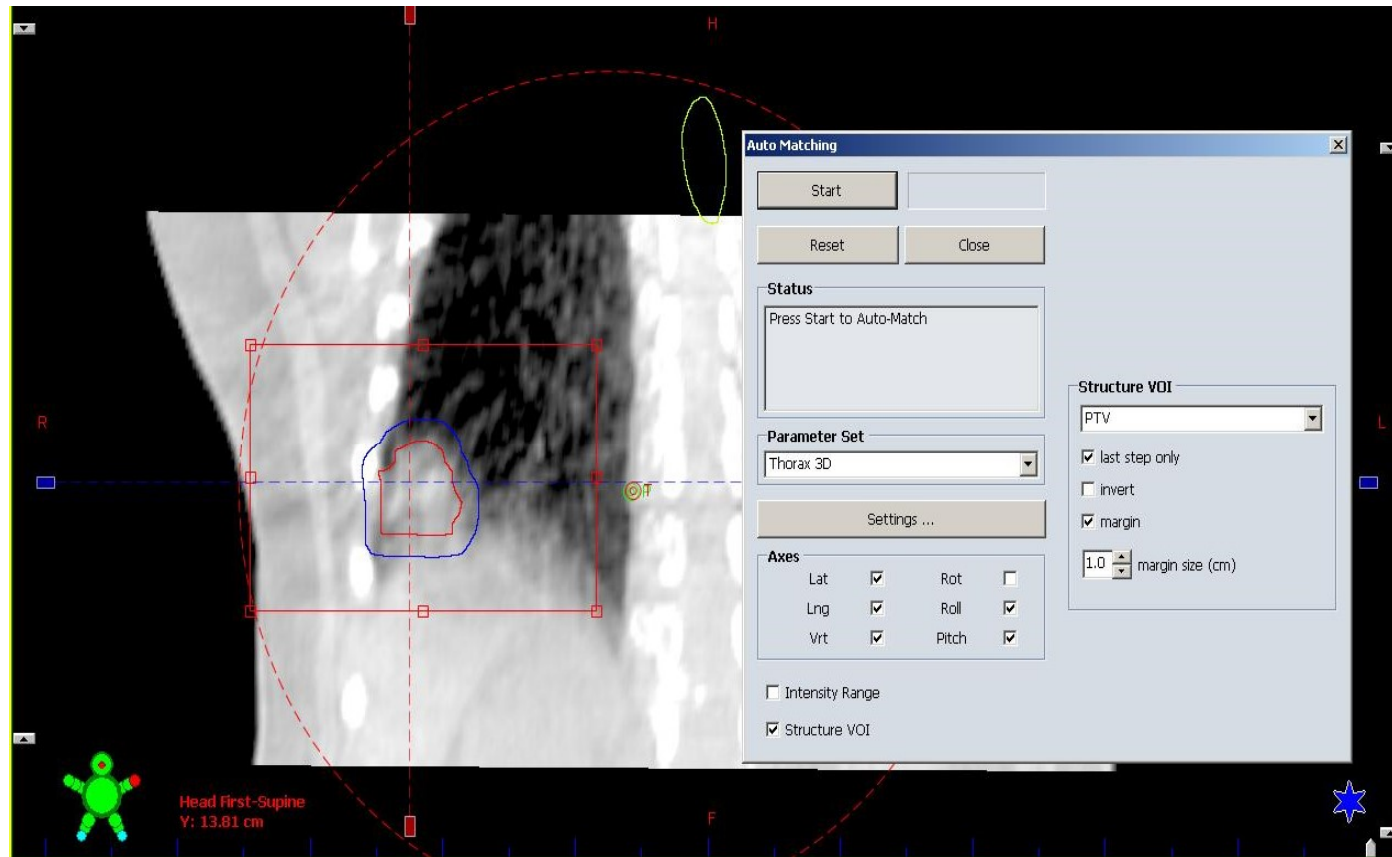 H
Auto Matching
Start
Reset
Close
Status
Press Start to Auto-Match
Structure VOI
PTV
R
L
Parameter Set
Thorax 3D
last step only
invert
T
Settings ...
margin
1.0 margin size (cm)
Axes
Lat Rot
Lng Roll
Vrt Pitch
Intensity Range
Structure VOI
Head First-Supine
Y: 13.81 cm
F